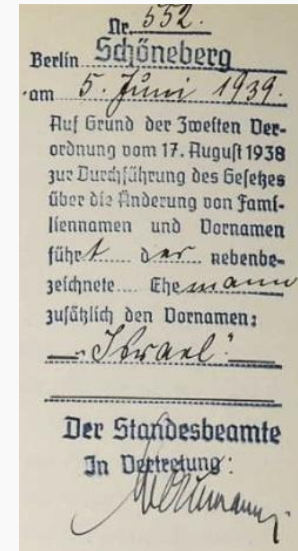 Nr. 552.
Berlin Schöneberg
am 5. Juni 1939.
Auf Grund der Zweiten Ver-
ordnung vom 17. August 1938
zur Durchführung des Gesetzes
über die Änderung von Fami-
liennamen und Vornamen
führt der nebenbe-
zeichnete Ehemann
zusätzlich den Vornamen:
"Israel".
Der Standesbeamte
In Vertretung: